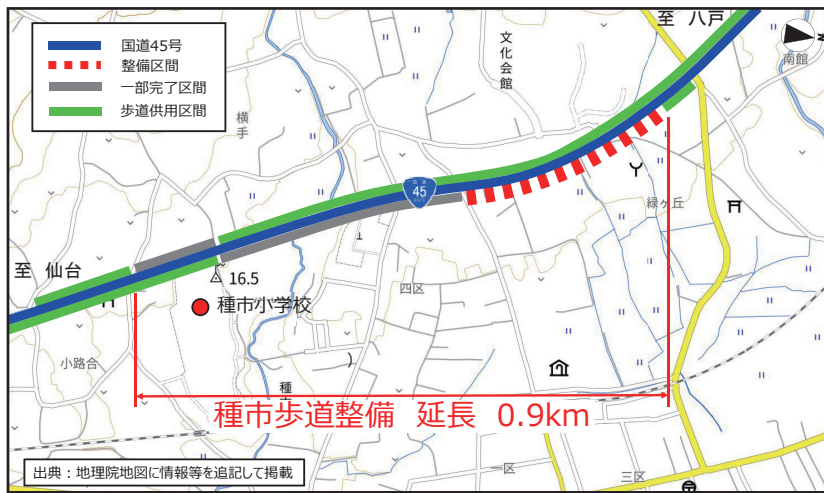 国道45号
整備区間
一部完了区間
歩道供用区間
至 八戸
文化会館
南館
横手
45
緑ヶ丘
至 仙台
16.5
種市小学校
四区
小路合
種市歩道整備 延長 0.9km
一区
三区
出典：地理院地図に情報等を追記して掲載